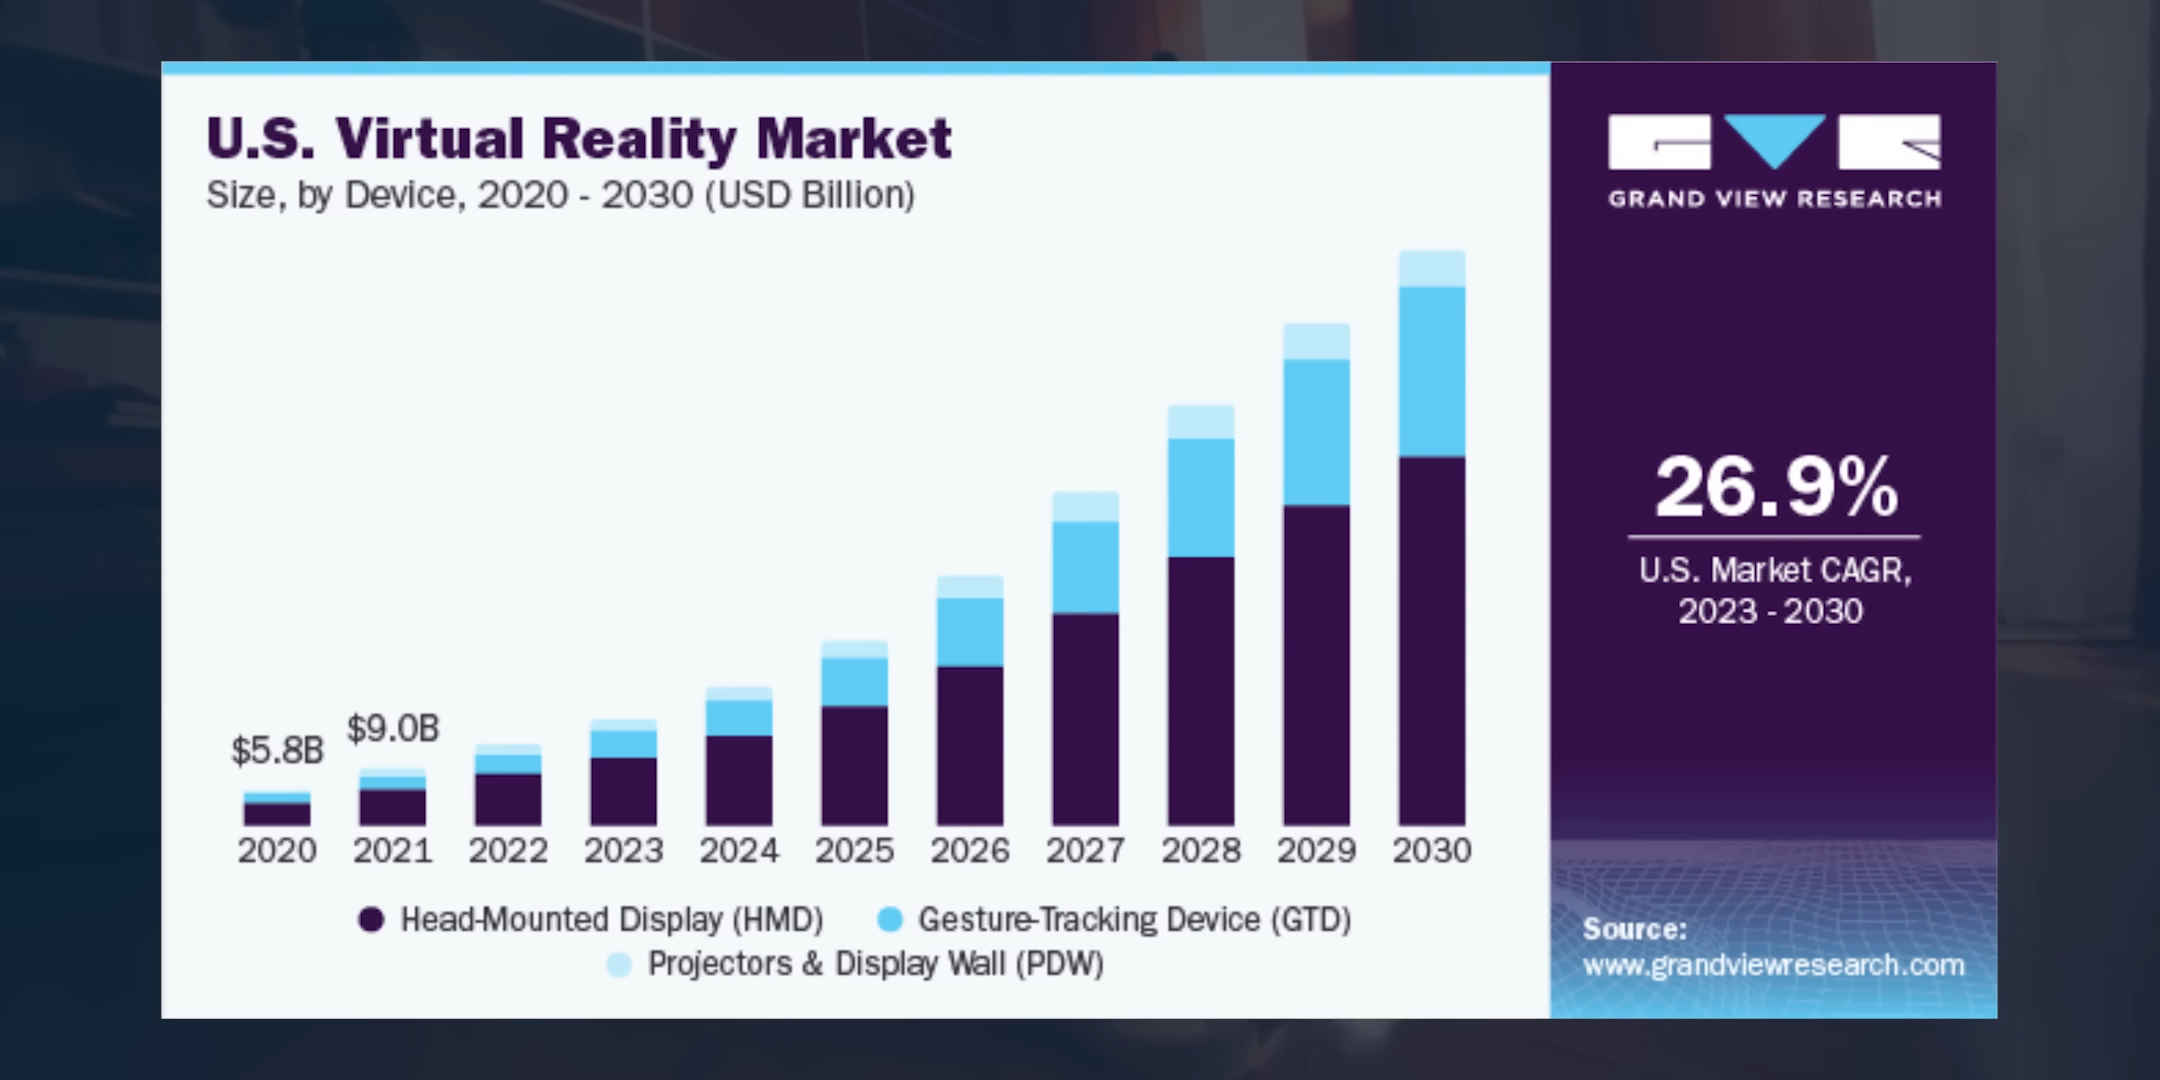 U.S. Virtual Reality Market
Size, by Device, 2020 - 2030 (USD Billion)
$5.8B
$9.0B
2020 2021 2022 2023 2024 2025 2026 2027 2028 2029 2030
Head-Mounted Display (HMD) Gesture-Tracking Device (GTD)
Projectors & Display Wall (PDW)
GVR
GRAND VIEW RESEARCH
26.9%
U.S. Market CAGR,
2023 - 2030
Source:
www.grandviewresearch.com